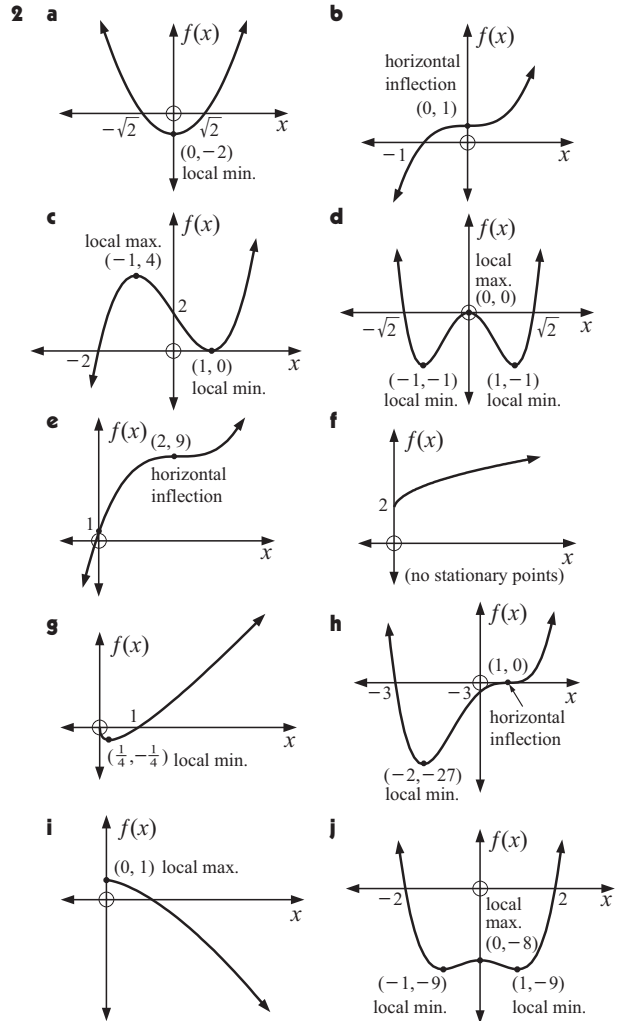 2 a
f(x)
−√2 √2 x
(0,−2)
local min.
b
f(x)
horizontal
inflection
(0, 1)
−1 x
c
f(x)
local max.
(−1, 4)
2
−2 x
(1, 0)
local min.
d
f(x)
local
max.
(0, 0)
−√2 √2 x
(−1,−1) (1,−1)
local min. local min.
e
f(x) (2, 9)
horizontal
inflection
1
x
f
f(x)
2
x
(no stationary points)
g
f(x)
1
x
(1/4,−1/4) local min.
h
f(x)
(1, 0)
−3 −3 x
horizontal
inflection
(−2,−27)
local min.
i
f(x)
(0, 1) local max.
x
j
f(x)
−2 2 x
local
max.
(0,−8)
(−1,−9) (1,−9)
local min. local min.